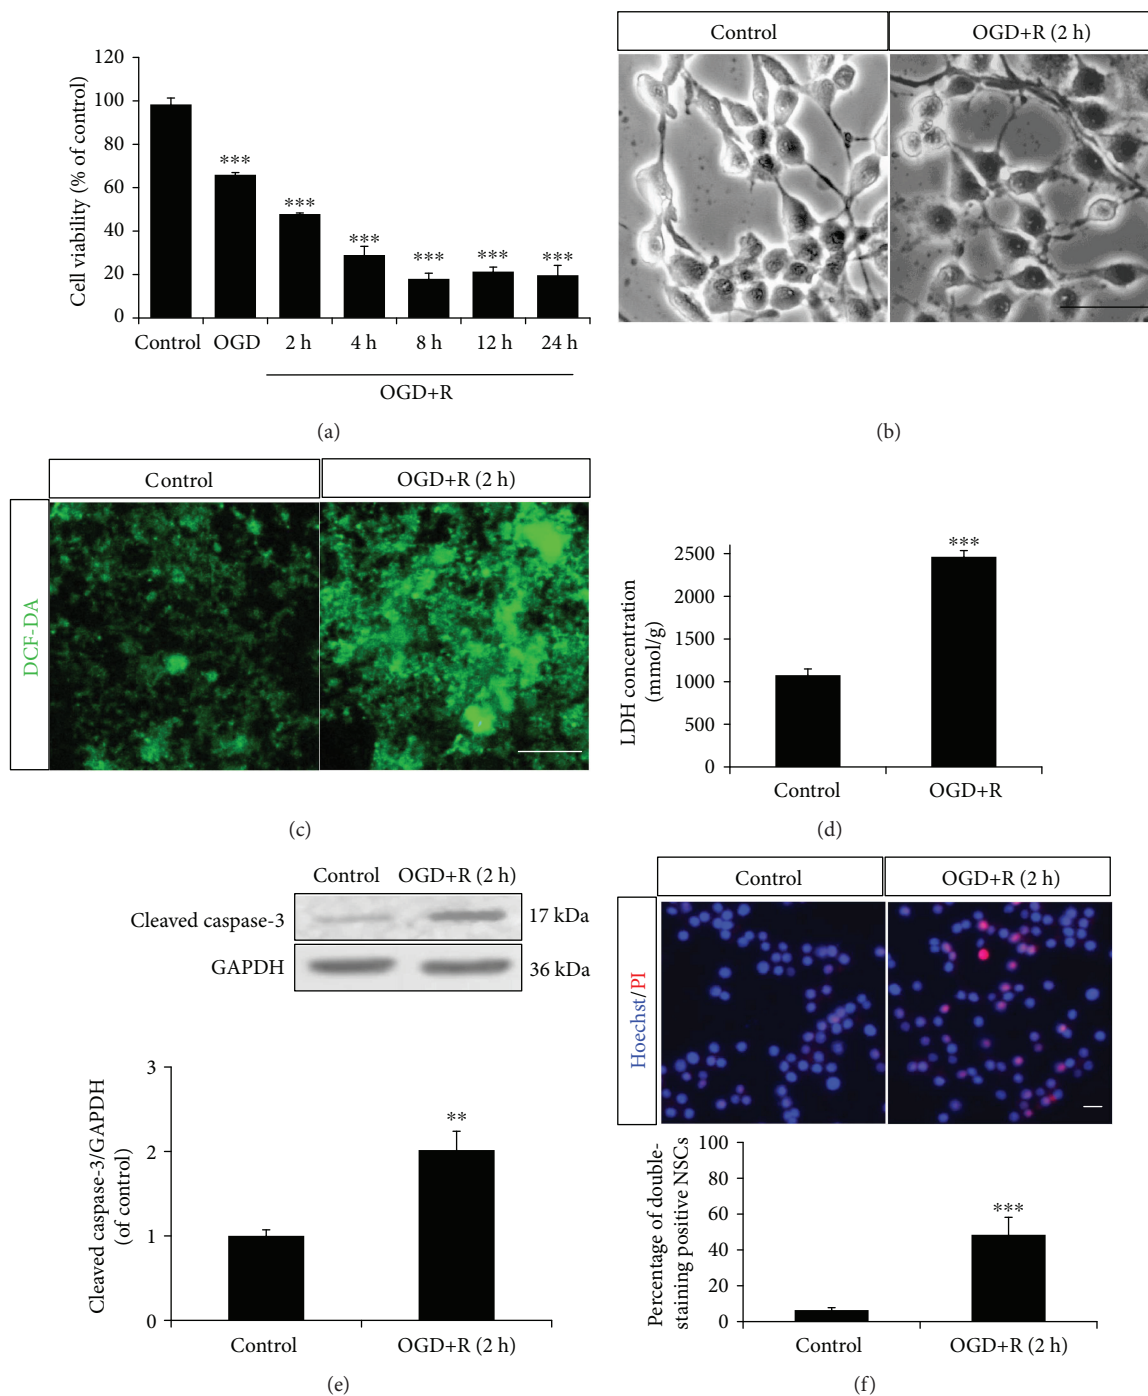 Cell viability (% of control)
120
100
80
60
40
20
0
***
***
***
***
***
***
Control OGD 2 h 4 h 8 h 12 h 24 h
OGD+R
(a)
Control OGD+R (2 h)
(b)
Control OGD+R (2 h)
DCF-DA
(c)
LDH concentration
(mmol/g)
2500
2000
1500
1000
500
0
***
Control OGD+R
(d)
Control OGD+R (2 h)
Cleaved caspase-3 17 kDa
GAPDH 36 kDa
Cleaved caspase-3/GAPDH
(of control)
3
2
1
0
**
Control OGD+R (2 h)
(e)
Control OGD+R (2 h)
Hoechst/PI
Percentage of double-
staining positive NSCs
100
80
60
40
20
0
***
Control OGD+R (2 h)
(f)